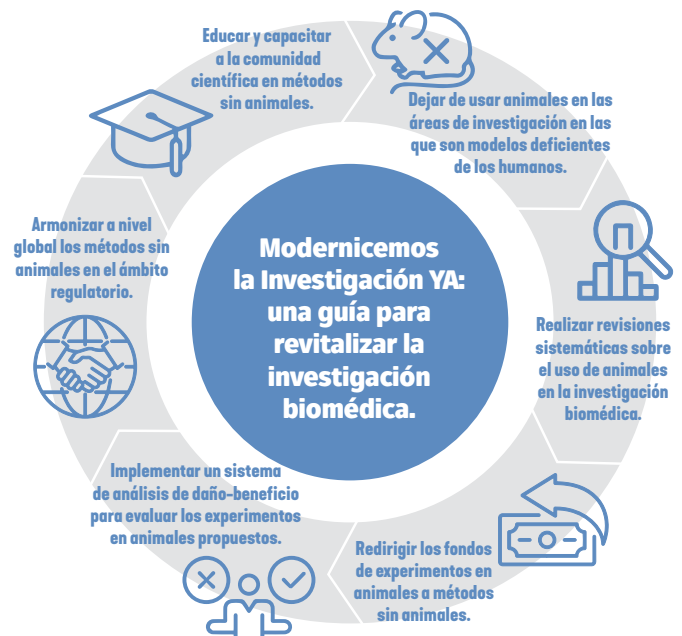 Modernicemos
la Investigación YA:
una guía para
revitalizar la
investigación
biomédica.
Dejar de usar animales en las
áreas de investigación en las
que son modelos deficientes
de los humanos.
Realizar revisiones
sistemáticas sobre
el uso de animales
en la investigación
biomédica.
Redirigir los fondos
de experimentos en
animales a métodos
sin animales.
Implementar un sistema
de análisis de daño-beneficio
para evaluar los experimentos
en animales propuestos.
Armonizar a nivel
global los métodos sin
animales en el ámbito
regulatorio.
Educar y capacitar
a la comunidad
científica en métodos
sin animales.